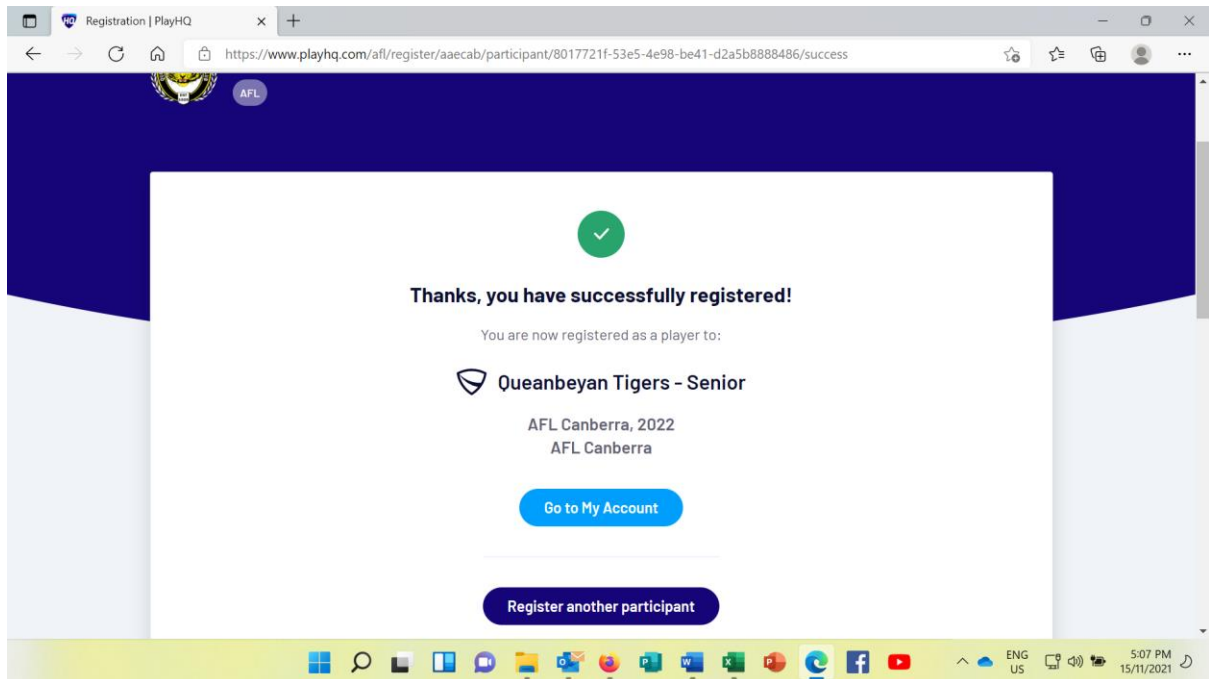 Registration | PlayHQ
https://www.playhq.com/afl/register/aaecab/participant/8017721f-53e5-4e98-be41-d2a5b8888486/success
AFL
Thanks, you have successfully registered!
You are now registered as a player to:
Queanbeyan Tigers - Senior
AFL Canberra, 2022
AFL Canberra
Go to My Account
Register another participant
ENG
US
5:07 PM
15/11/2021